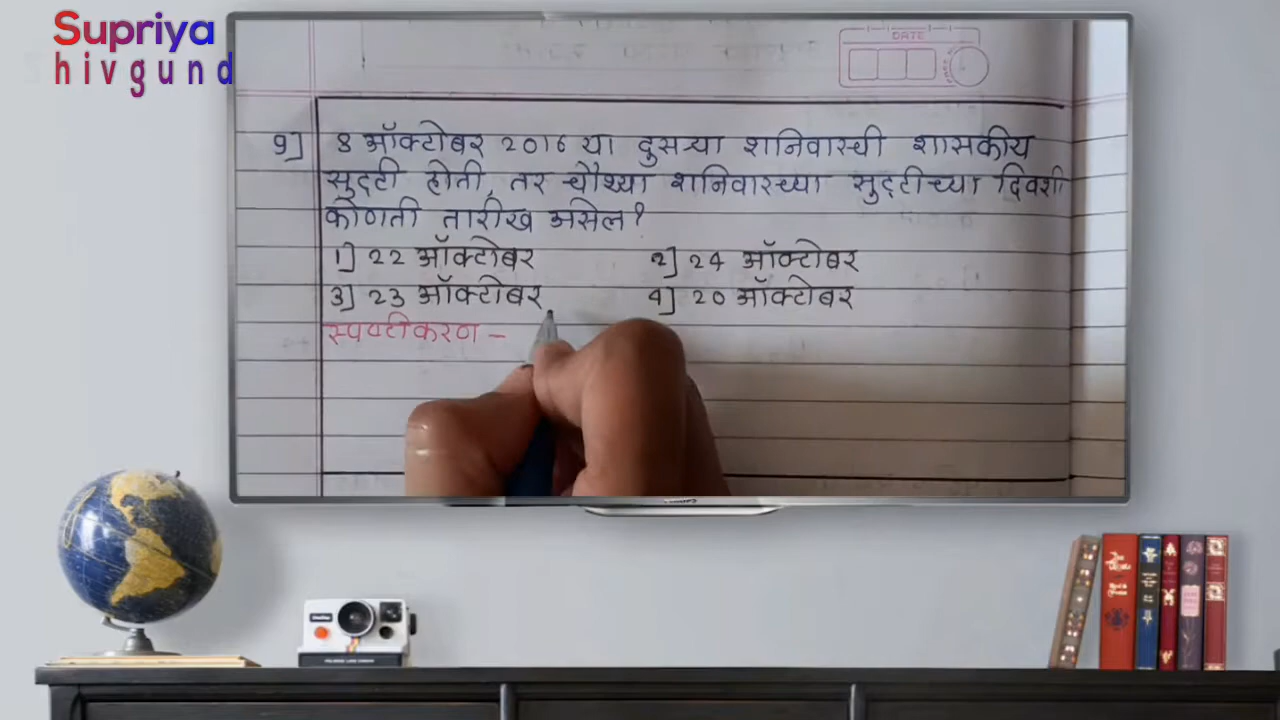 Supriya
hivgund
DATE
9] 8 ऑक्टोबर 2016 या दुसऱ्या शनिवारची शासकीय
सुट्टी होती, तर चौथ्या शनिवारच्या सुट्टीच्या दिवशी
कोणती तारीख असेल?
1] 22 ऑक्टोबर 2] 24 ऑक्टोबर
3] 23 ऑक्टोबर 4] 20 ऑक्टोबर
स्पष्टीकरण -